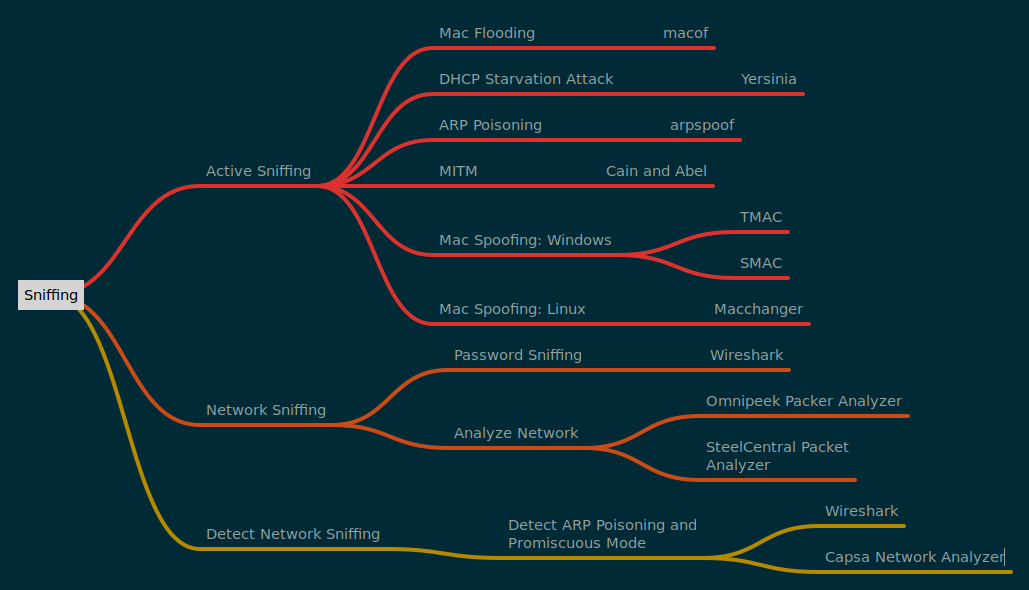 Mac Flooding macof
DHCP Starvation Attack Yersinia
ARP Poisoning arpspoof
Active Sniffing MITM Cain and Abel
TMAC
Mac Spoofing: Windows
SMAC
Sniffing
Mac Spoofing: Linux Macchanger
Password Sniffing Wireshark
Omnipeek Packer Analyzer
Network Sniffing
Analyze Network
SteelCentral Packet
Analyzer
Wireshark
Detect Network Sniffing
Detect ARP Poisoning and
Promiscuous Mode
Capsa Network Analyzer